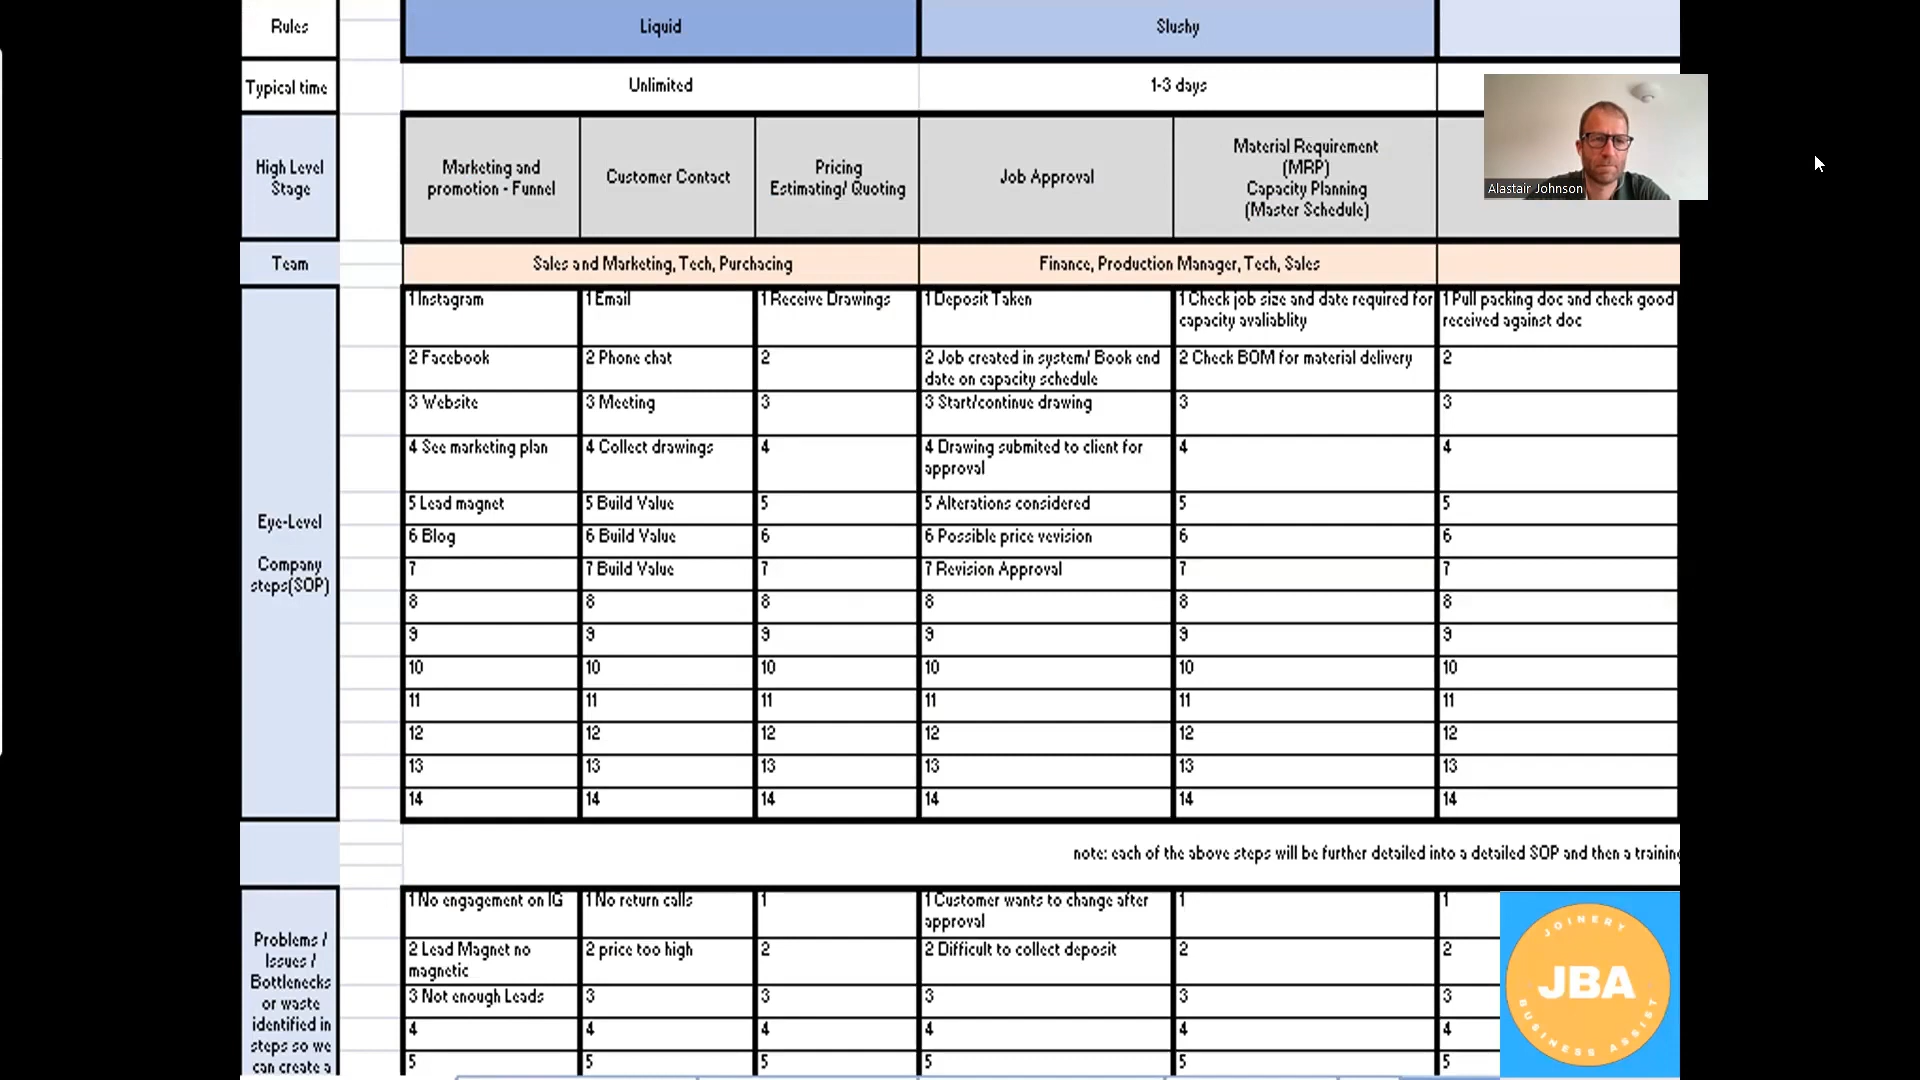 Rules
Liquid
Slushy
Typical time
Unlimited
1-3 days
High Level
Stage
Marketing and
promotion - Funnel
Customer Contact
Pricing
Estimating/ Quoting
Job Approval
Material Requirement
(MRP)
Capacity Planning
(Master Schedule)
Alastair Johnson
Team
Sales and Marketing, Tech, Purchacing
Finance, Production Manager, Tech, Sales
Eye-Level
Company
steps(SOP)
1 Instagram
1 Email
1 Receive Drawings
1 Deposit Taken
1 Check job size and date required for
capacity avaliablity
1 Pull packing doc and check good
received against doc
2 Facebook
2 Phone chat
2
2 Job created in system/ Book end
date on capacity schedule
2 Check BOM for material delivery
2
3 Website
3 Meeting
3
3 Start/continue drawing
3
3
4 See marketing plan
4 Collect drawings
4
4 Drawing submited to client for
approval
4
4
5 Lead magnet
5 Build Value
5
5 Alterations considered
5
5
6 Blog
6 Build Value
6
6 Possible price vevision
6
6
7
7 Build Value
7
7 Revision Approval
7
7
8
8
8
8
8
8
9
9
9
9
9
9
10
10
10
10
10
10
11
11
11
11
11
11
12
12
12
12
12
12
13
13
13
13
13
13
14
14
14
14
14
14
note: each of the above steps will be further detailed into a detailed SOP and then a training
Problems /
Issues /
Bottlenecks
or waste
identified in
steps so we
can create a
1 No engagement on IG
1 No return calls
1
1 Customer wants to change after
approval
1
1
2 Lead Magnet no
magnetic
2 price too high
2
2 Difficult to collect deposit
2
2
3 Not enough Leads
3
3
3
3
3
4
4
4
4
4
4
5
5
5
5
5
5
JOINERY
JBA
BUSINESS ASSIST